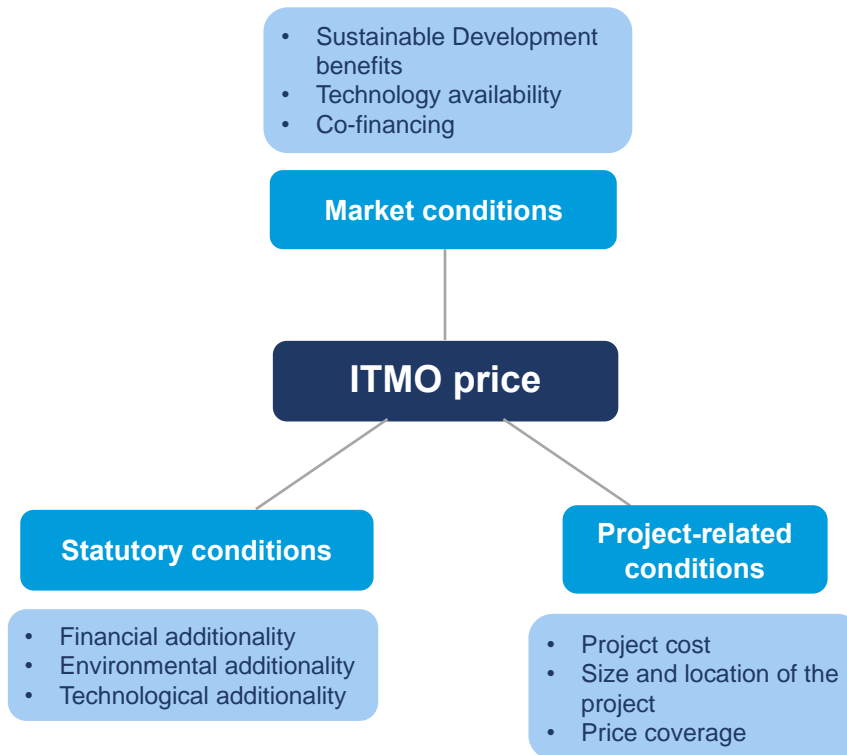 • Sustainable Development
benefits
• Technology availability
• Co-financing
Market conditions
ITMO price
Statutory conditions
• Financial additionality
• Environmental additionality
• Technological additionality
Project-related
conditions
• Project cost
• Size and location of the
project
• Price coverage